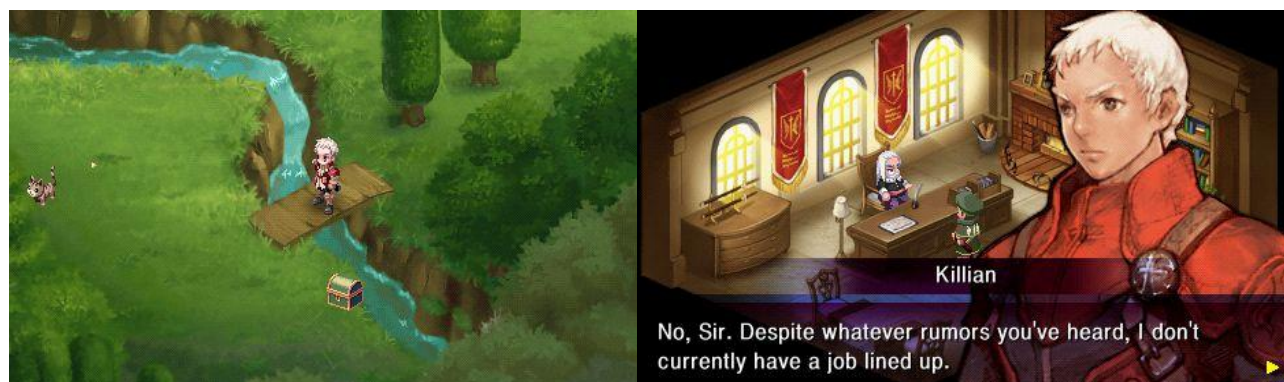 Killian
No, Sir. Despite whatever rumors you've heard, I don't
currently have a job lined up.